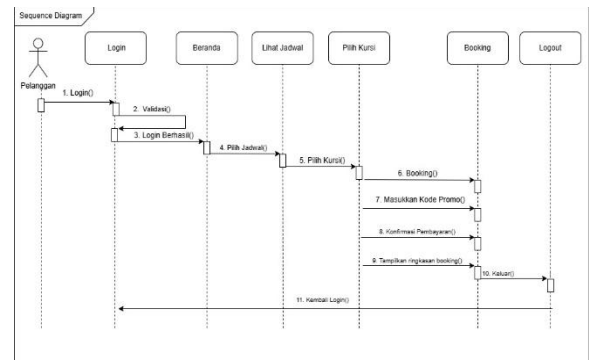 Sequence Diagram
Login
Beranda
Lihat Jadwal
Pilih Kursi
Booking
Logout
Pelanggan
1. Login()
2. Validasi()
3. Login Berhasil()
4. Pilih Jadwal()
5. Pilih Kursi()
6. Booking()
7. Masukkan Kode Promo()
8. Konfirmasi Pembayaran()
9. Tampilkan ringkasan booking()
10. Keluar()
11. Kembali Login()